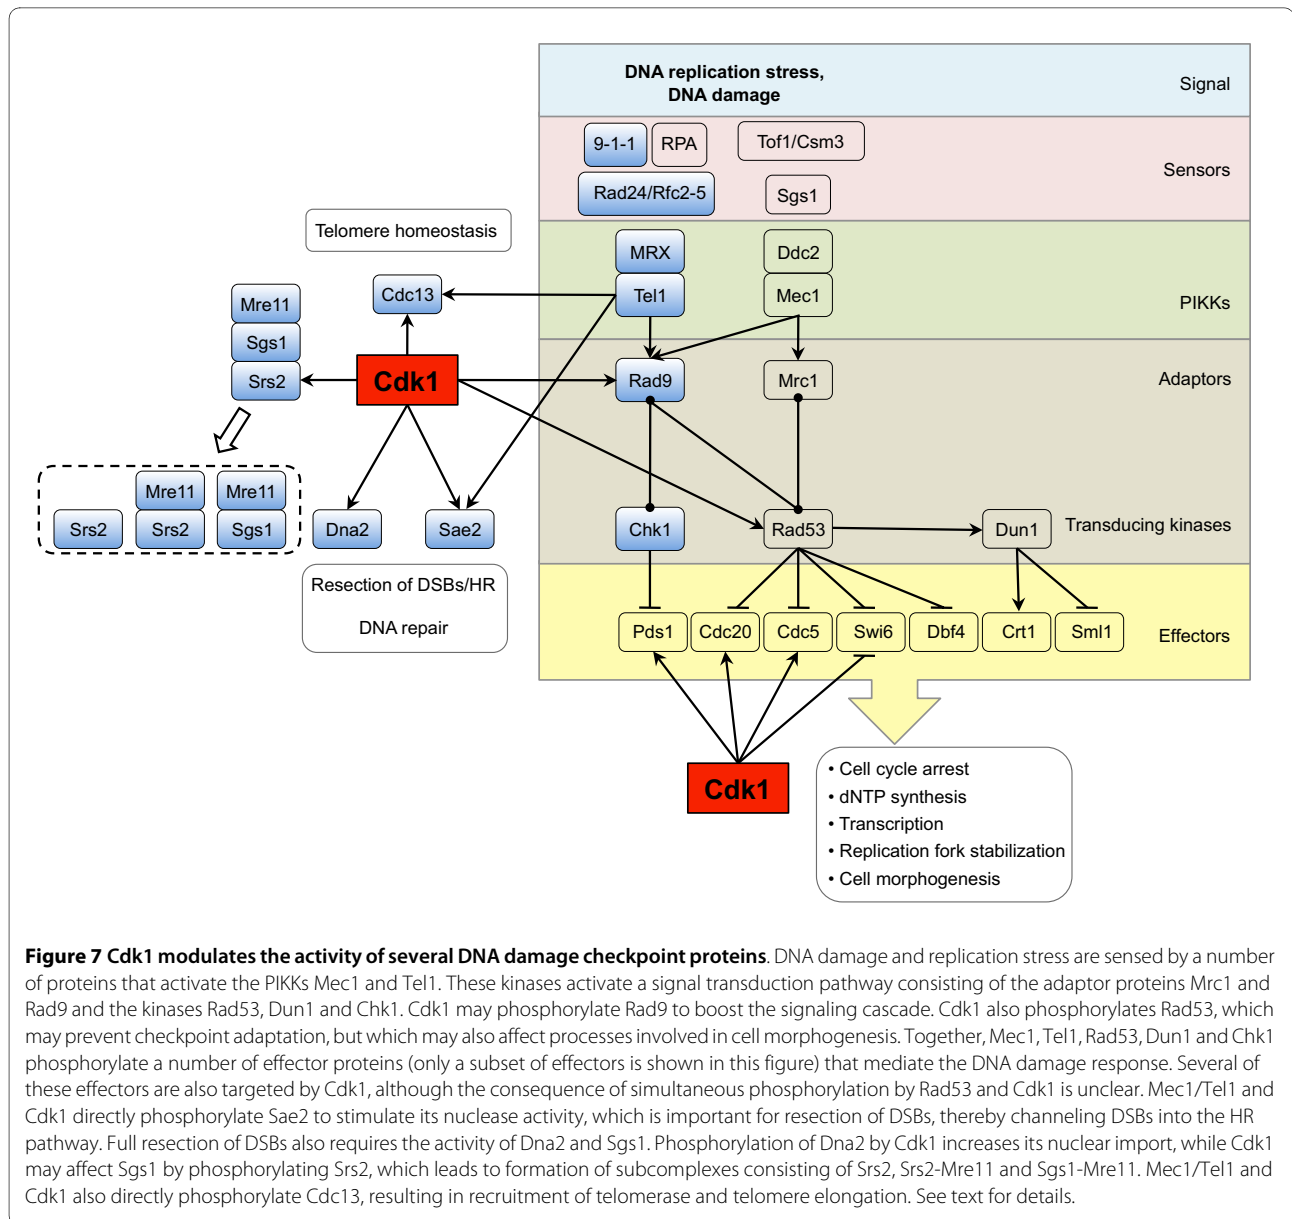 DNA replication stress,
DNA damage
Signal
9-1-1
RPA
Tof1/Csm3
Sensors
Rad24/Rfc2-5
Sgs1
Telomere homeostasis
MRX
Ddc2
Cdc13
Tel1
Mec1
PIKKs
Mre11
Sgs1
Srs2
Cdk1
Rad9
Mrc1
Adaptors
Mre11
Mre11
Srs2
Srs2
Sgs1
Dna2
Sae2
Chk1
Rad53
Dun1
Transducing kinases
Resection of DSBs/HR
DNA repair
Pds1
Cdc20
Cdc5
Swi6
Dbf4
Crt1
Sml1
Effectors
Cdk1
• Cell cycle arrest
• dNTP synthesis
• Transcription
• Replication fork stabilization
• Cell morphogenesis
Figure 7 Cdk1 modulates the activity of several DNA damage checkpoint proteins. DNA damage and replication stress are sensed by a number
of proteins that activate the PIKKs Mec1 and Tel1. These kinases activate a signal transduction pathway consisting of the adaptor proteins Mrc1 and
Rad9 and the kinases Rad53, Dun1 and Chk1. Cdk1 may phosphorylate Rad9 to boost the signaling cascade. Cdk1 also phosphorylates Rad53, which
may prevent checkpoint adaptation, but which may also affect processes involved in cell morphogenesis. Together, Mec1, Tel1, Rad53, Dun1 and Chk1
phosphorylate a number of effector proteins (only a subset of effectors is shown in this figure) that mediate the DNA damage response. Several of
these effectors are also targeted by Cdk1, although the consequence of simultaneous phosphorylation by Rad53 and Cdk1 is unclear. Mec1/Tel1 and
Cdk1 directly phosphorylate Sae2 to stimulate its nuclease activity, which is important for resection of DSBs, thereby channeling DSBs into the HR
pathway. Full resection of DSBs also requires the activity of Dna2 and Sgs1. Phosphorylation of Dna2 by Cdk1 increases its nuclear import, while Cdk1
may affect Sgs1 by phosphorylating Srs2, which leads to formation of subcomplexes consisting of Srs2, Srs2-Mre11 and Sgs1-Mre11. Mec1/Tel1 and
Cdk1 also directly phosphorylate Cdc13, resulting in recruitment of telomerase and telomere elongation. See text for details.